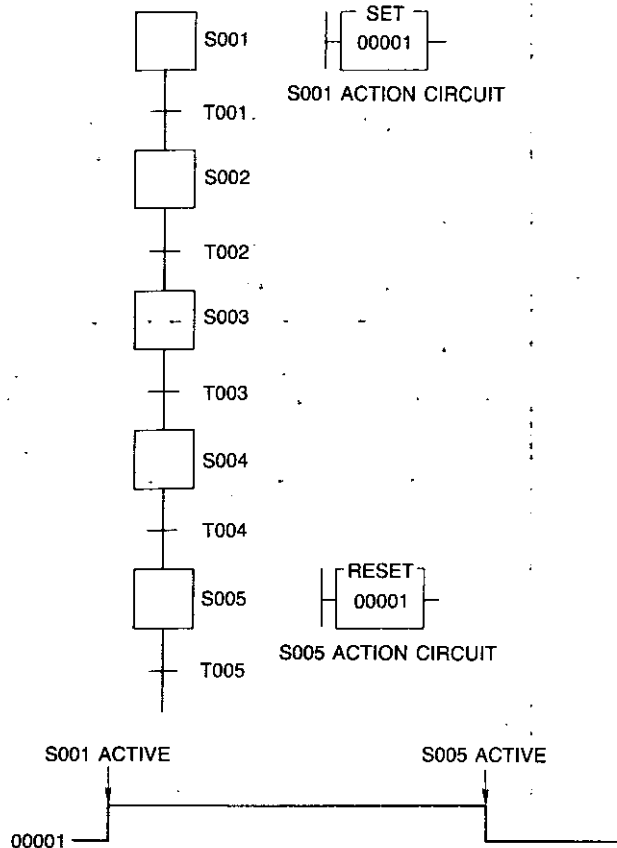 S001
SET
00001
S001 ACTION CIRCUIT
T001
S002
T002
S003
T003
S004
T004
S005
RESET
00001
S005 ACTION CIRCUIT
T005
S001 ACTIVE
S005 ACTIVE
00001